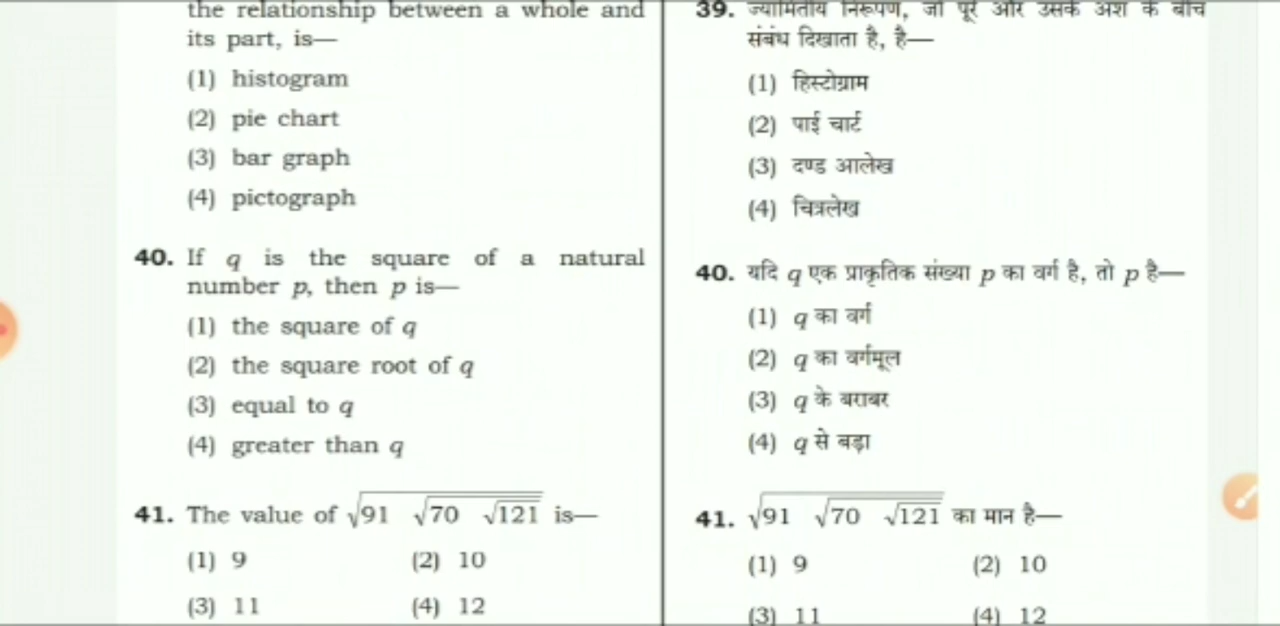 the relationship between a whole and
its part, is—
(1) histogram
(2) pie chart
(3) bar graph
(4) pictograph
40. If q is the square of a natural
number p, then p is—
(1) the square of q
(2) the square root of q
(3) equal to q
(4) greater than q
41. The value of √91 √70 √121 is—
(1) 9 (2) 10
(3) 11 (4) 12
39. ज्यामितीय निरूपण, जो पूरे और उसके अंश के बीच
संबंध दिखाता है, है—
(1) हिस्टोग्राम
(2) पाई चार्ट
(3) दण्ड आलेख
(4) चित्रलेख
40. यदि q एक प्राकृतिक संख्या p का वर्ग है, तो p है—
(1) q का वर्ग
(2) q का वर्गमूल
(3) q के बराबर
(4) q से बड़ा
41. √91 √70 √121 का मान है—
(1) 9 (2) 10
(3) 11 (4) 12